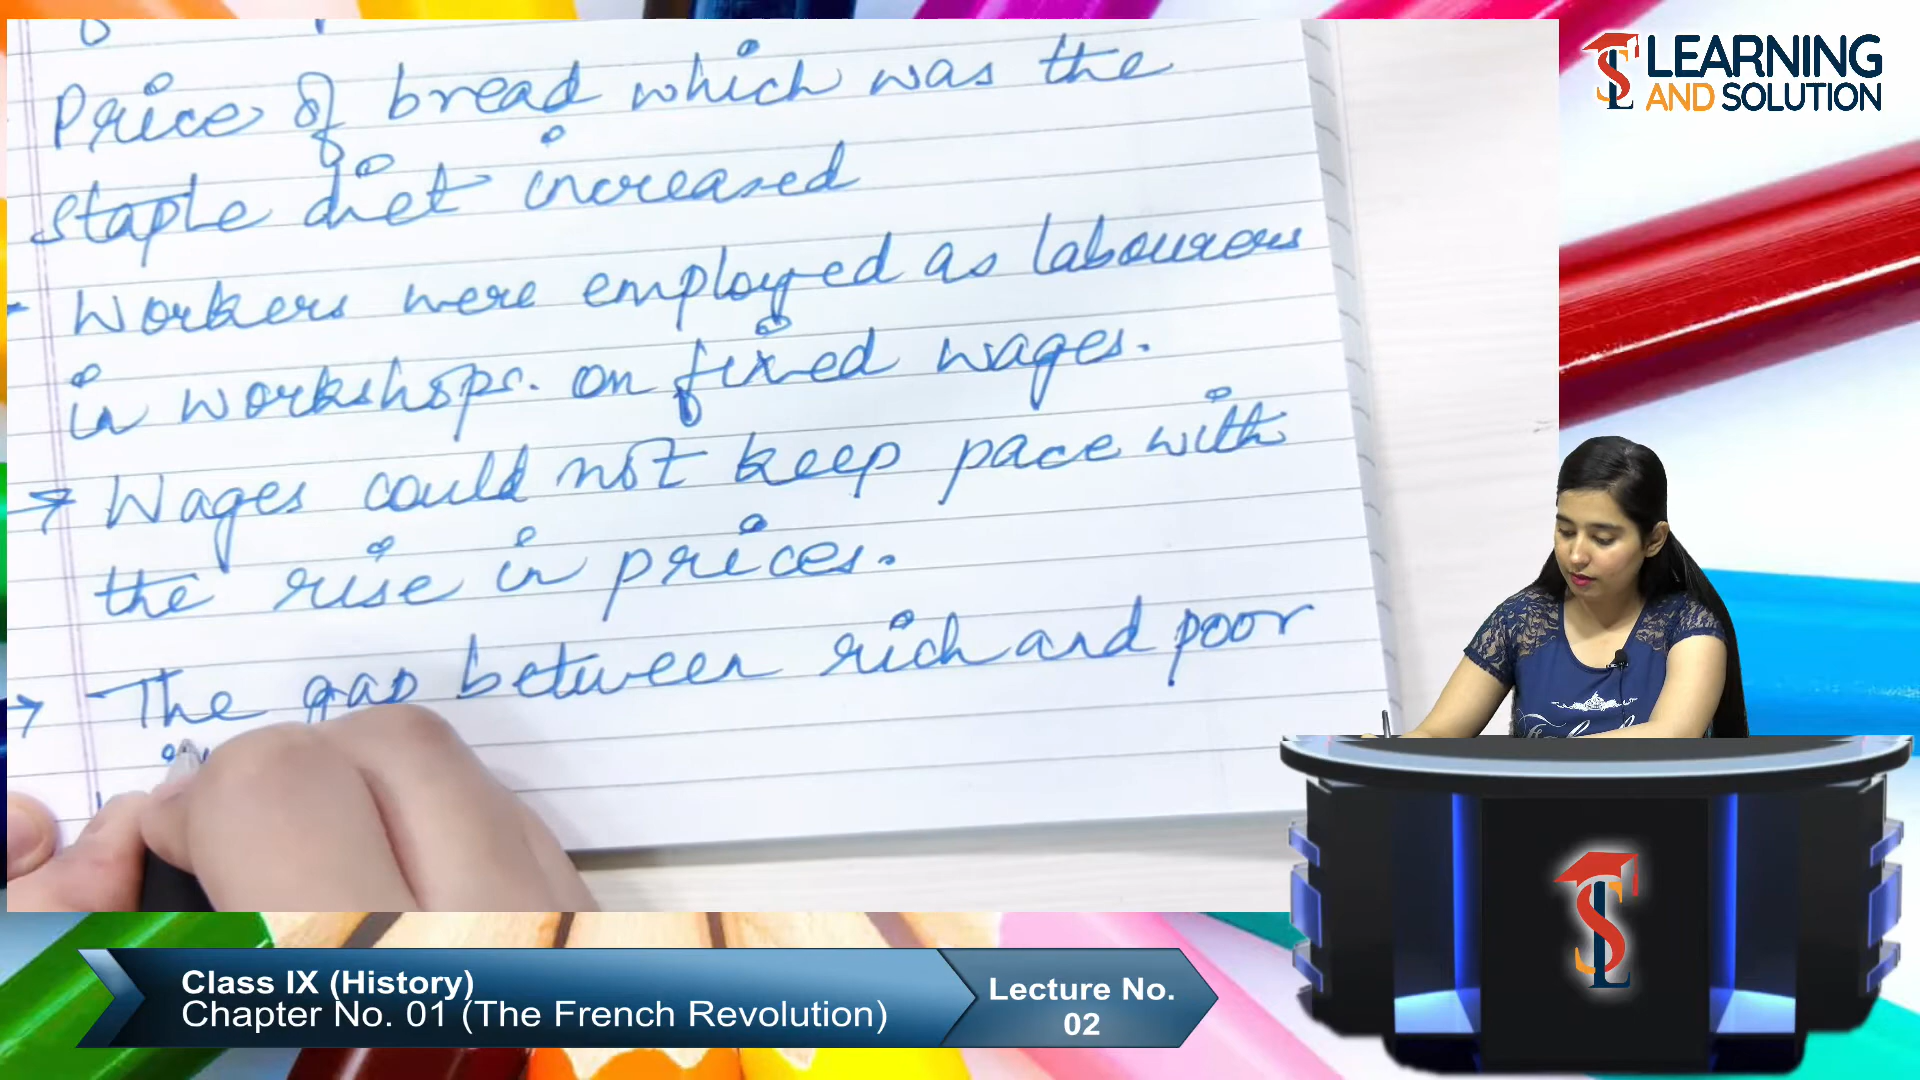 Price of bread which was the
staple diet increased
- Workers were employed as labourers
in workshops. on fixed wages.
→ Wages could not keep pace with
the rise in prices.
→ The gap between rich and poor
LEARNING
AND SOLUTION
Class IX (History)
Chapter No. 01 (The French Revolution)
Lecture No.
02